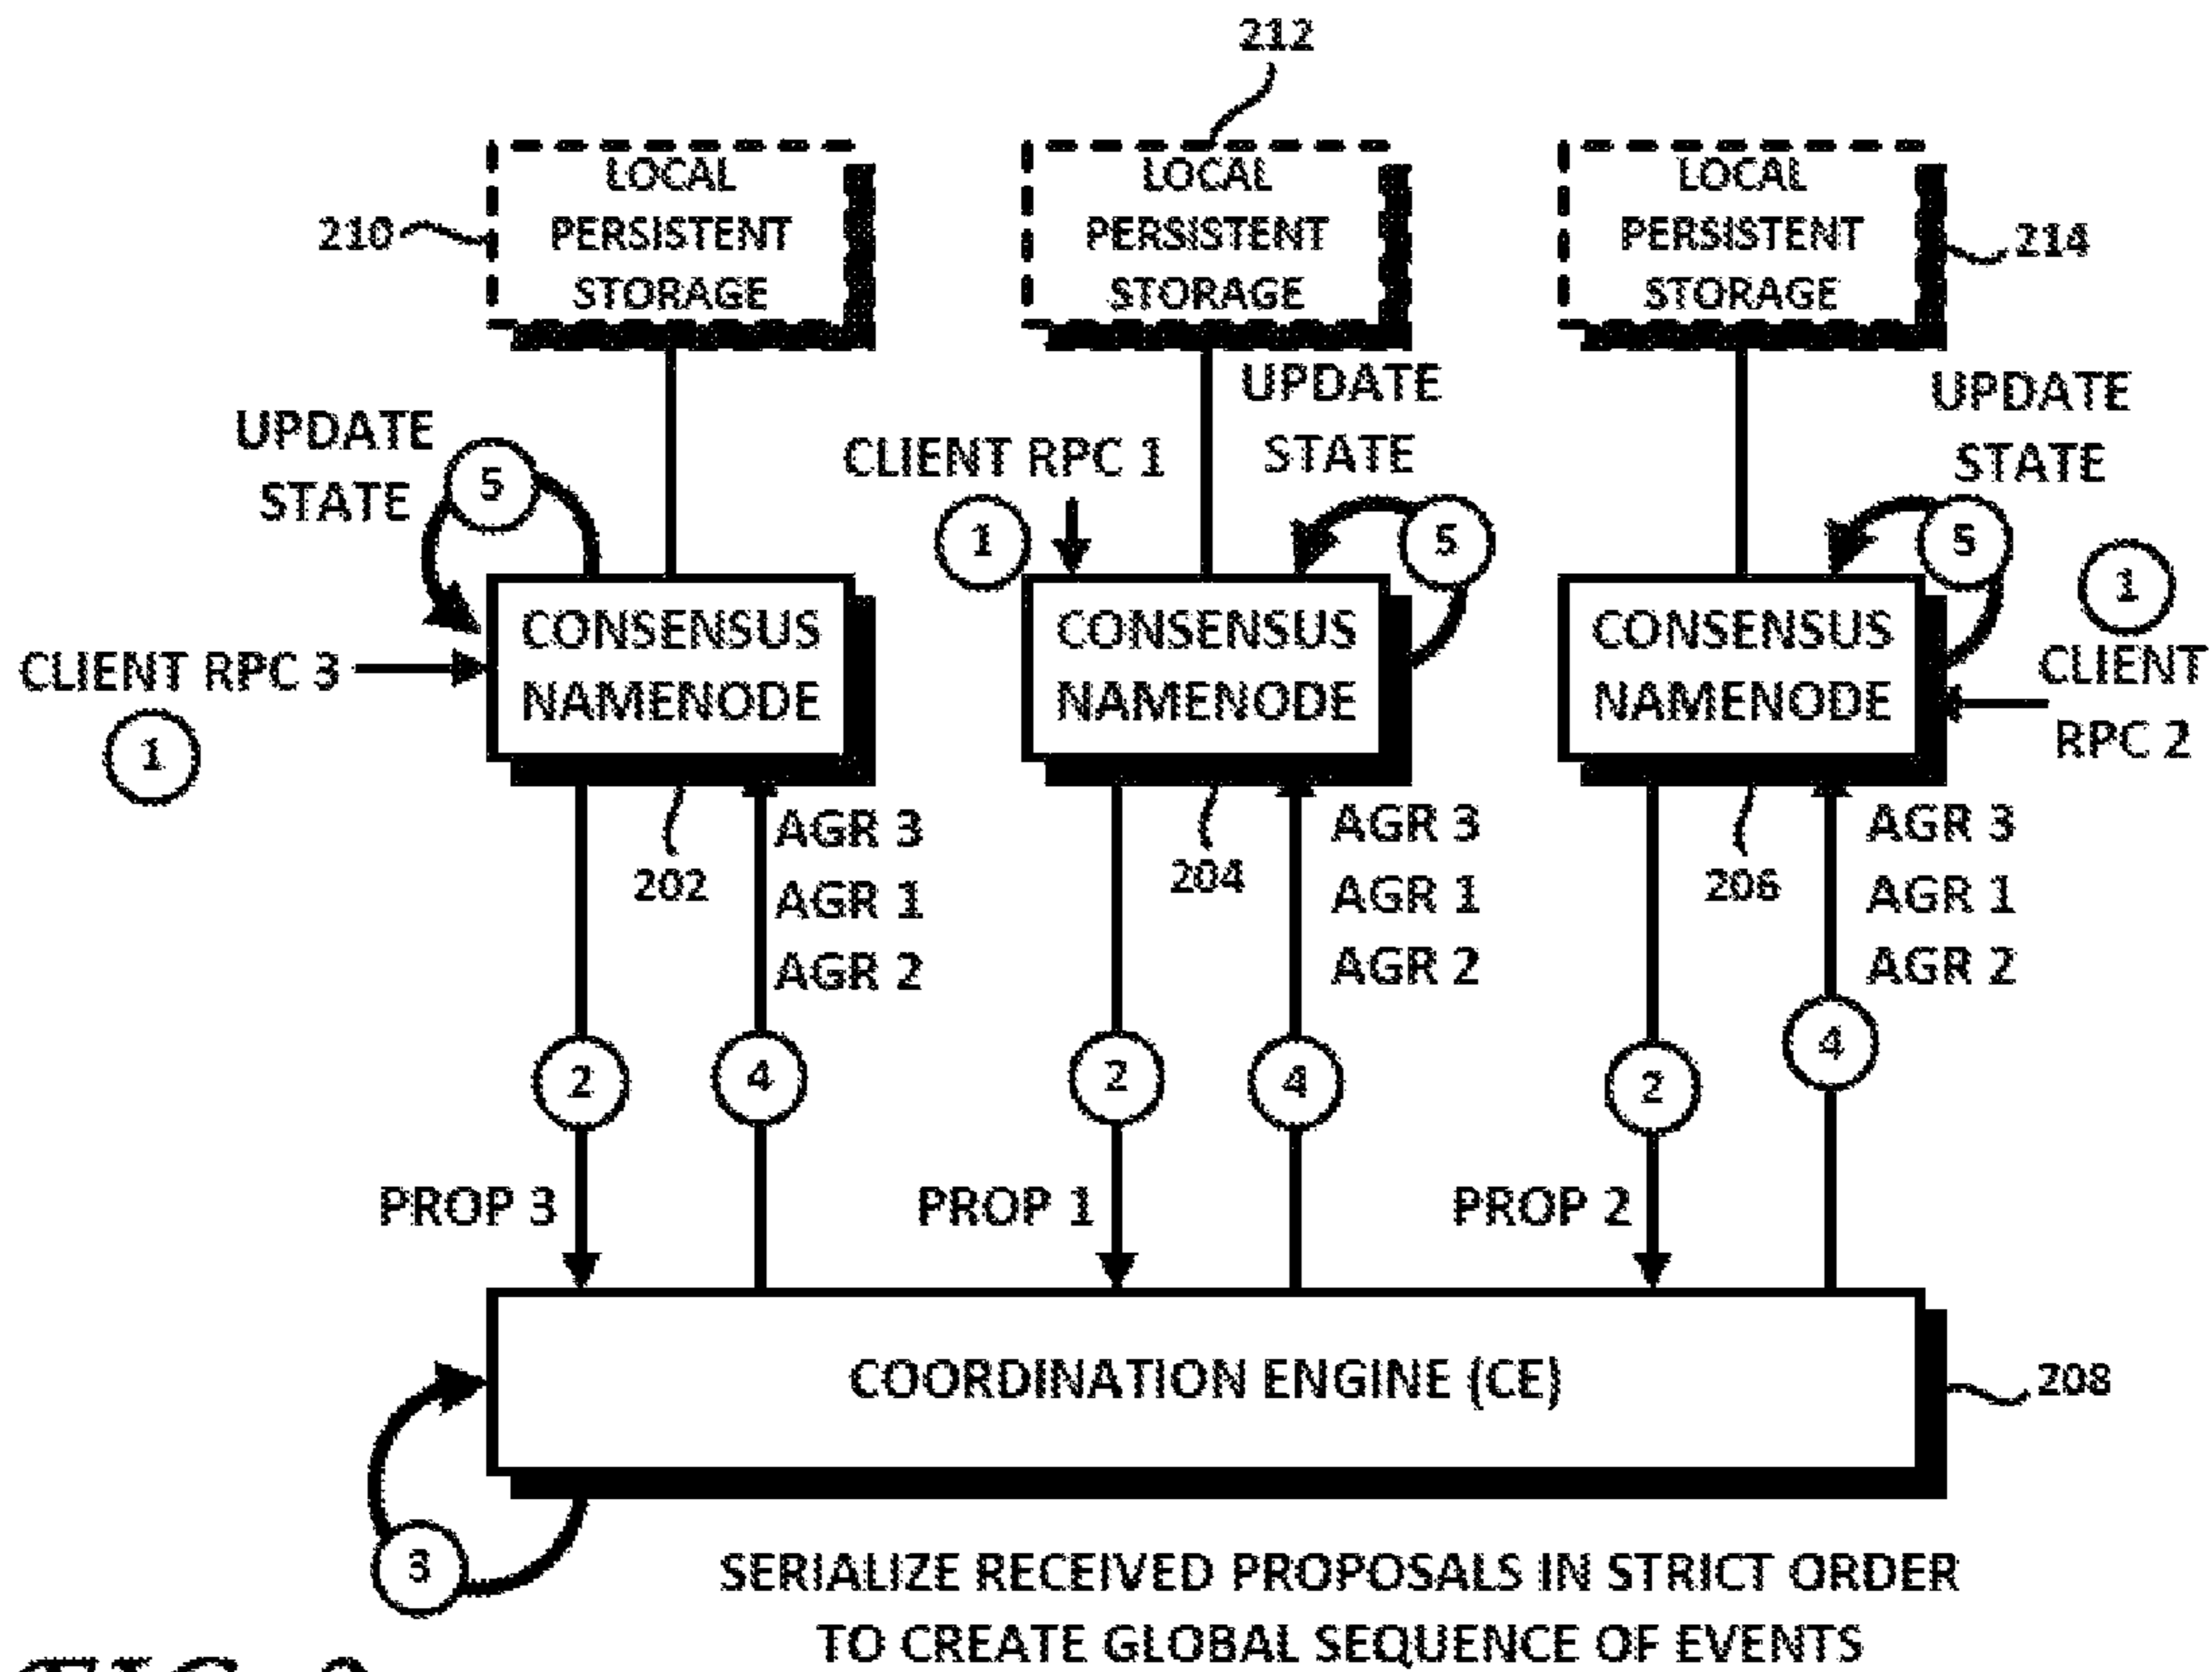 212
LOCAL
PERSISTENT
STORAGE
210
LOCAL
PERSISTENT
STORAGE
LOCAL
PERSISTENT
STORAGE
214
UPDATE
STATE
5
CLIENT RPC 1
1
UPDATE
STATE
5
UPDATE
STATE
5
1
CLIENT
RPC 2
CLIENT RPC 3
1
CONSENSUS
NAMENODE
CONSENSUS
NAMENODE
CONSENSUS
NAMENODE
202
AGR 3
AGR 1
AGR 2
204
AGR 3
AGR 1
AGR 2
206
AGR 3
AGR 1
AGR 2
2
4
2
4
2
4
PROP 3
PROP 1
PROP 2
COORDINATION ENGINE (CE)
208
3
SERIALIZE RECEIVED PROPOSALS IN STRICT ORDER
TO CREATE GLOBAL SEQUENCE OF EVENTS